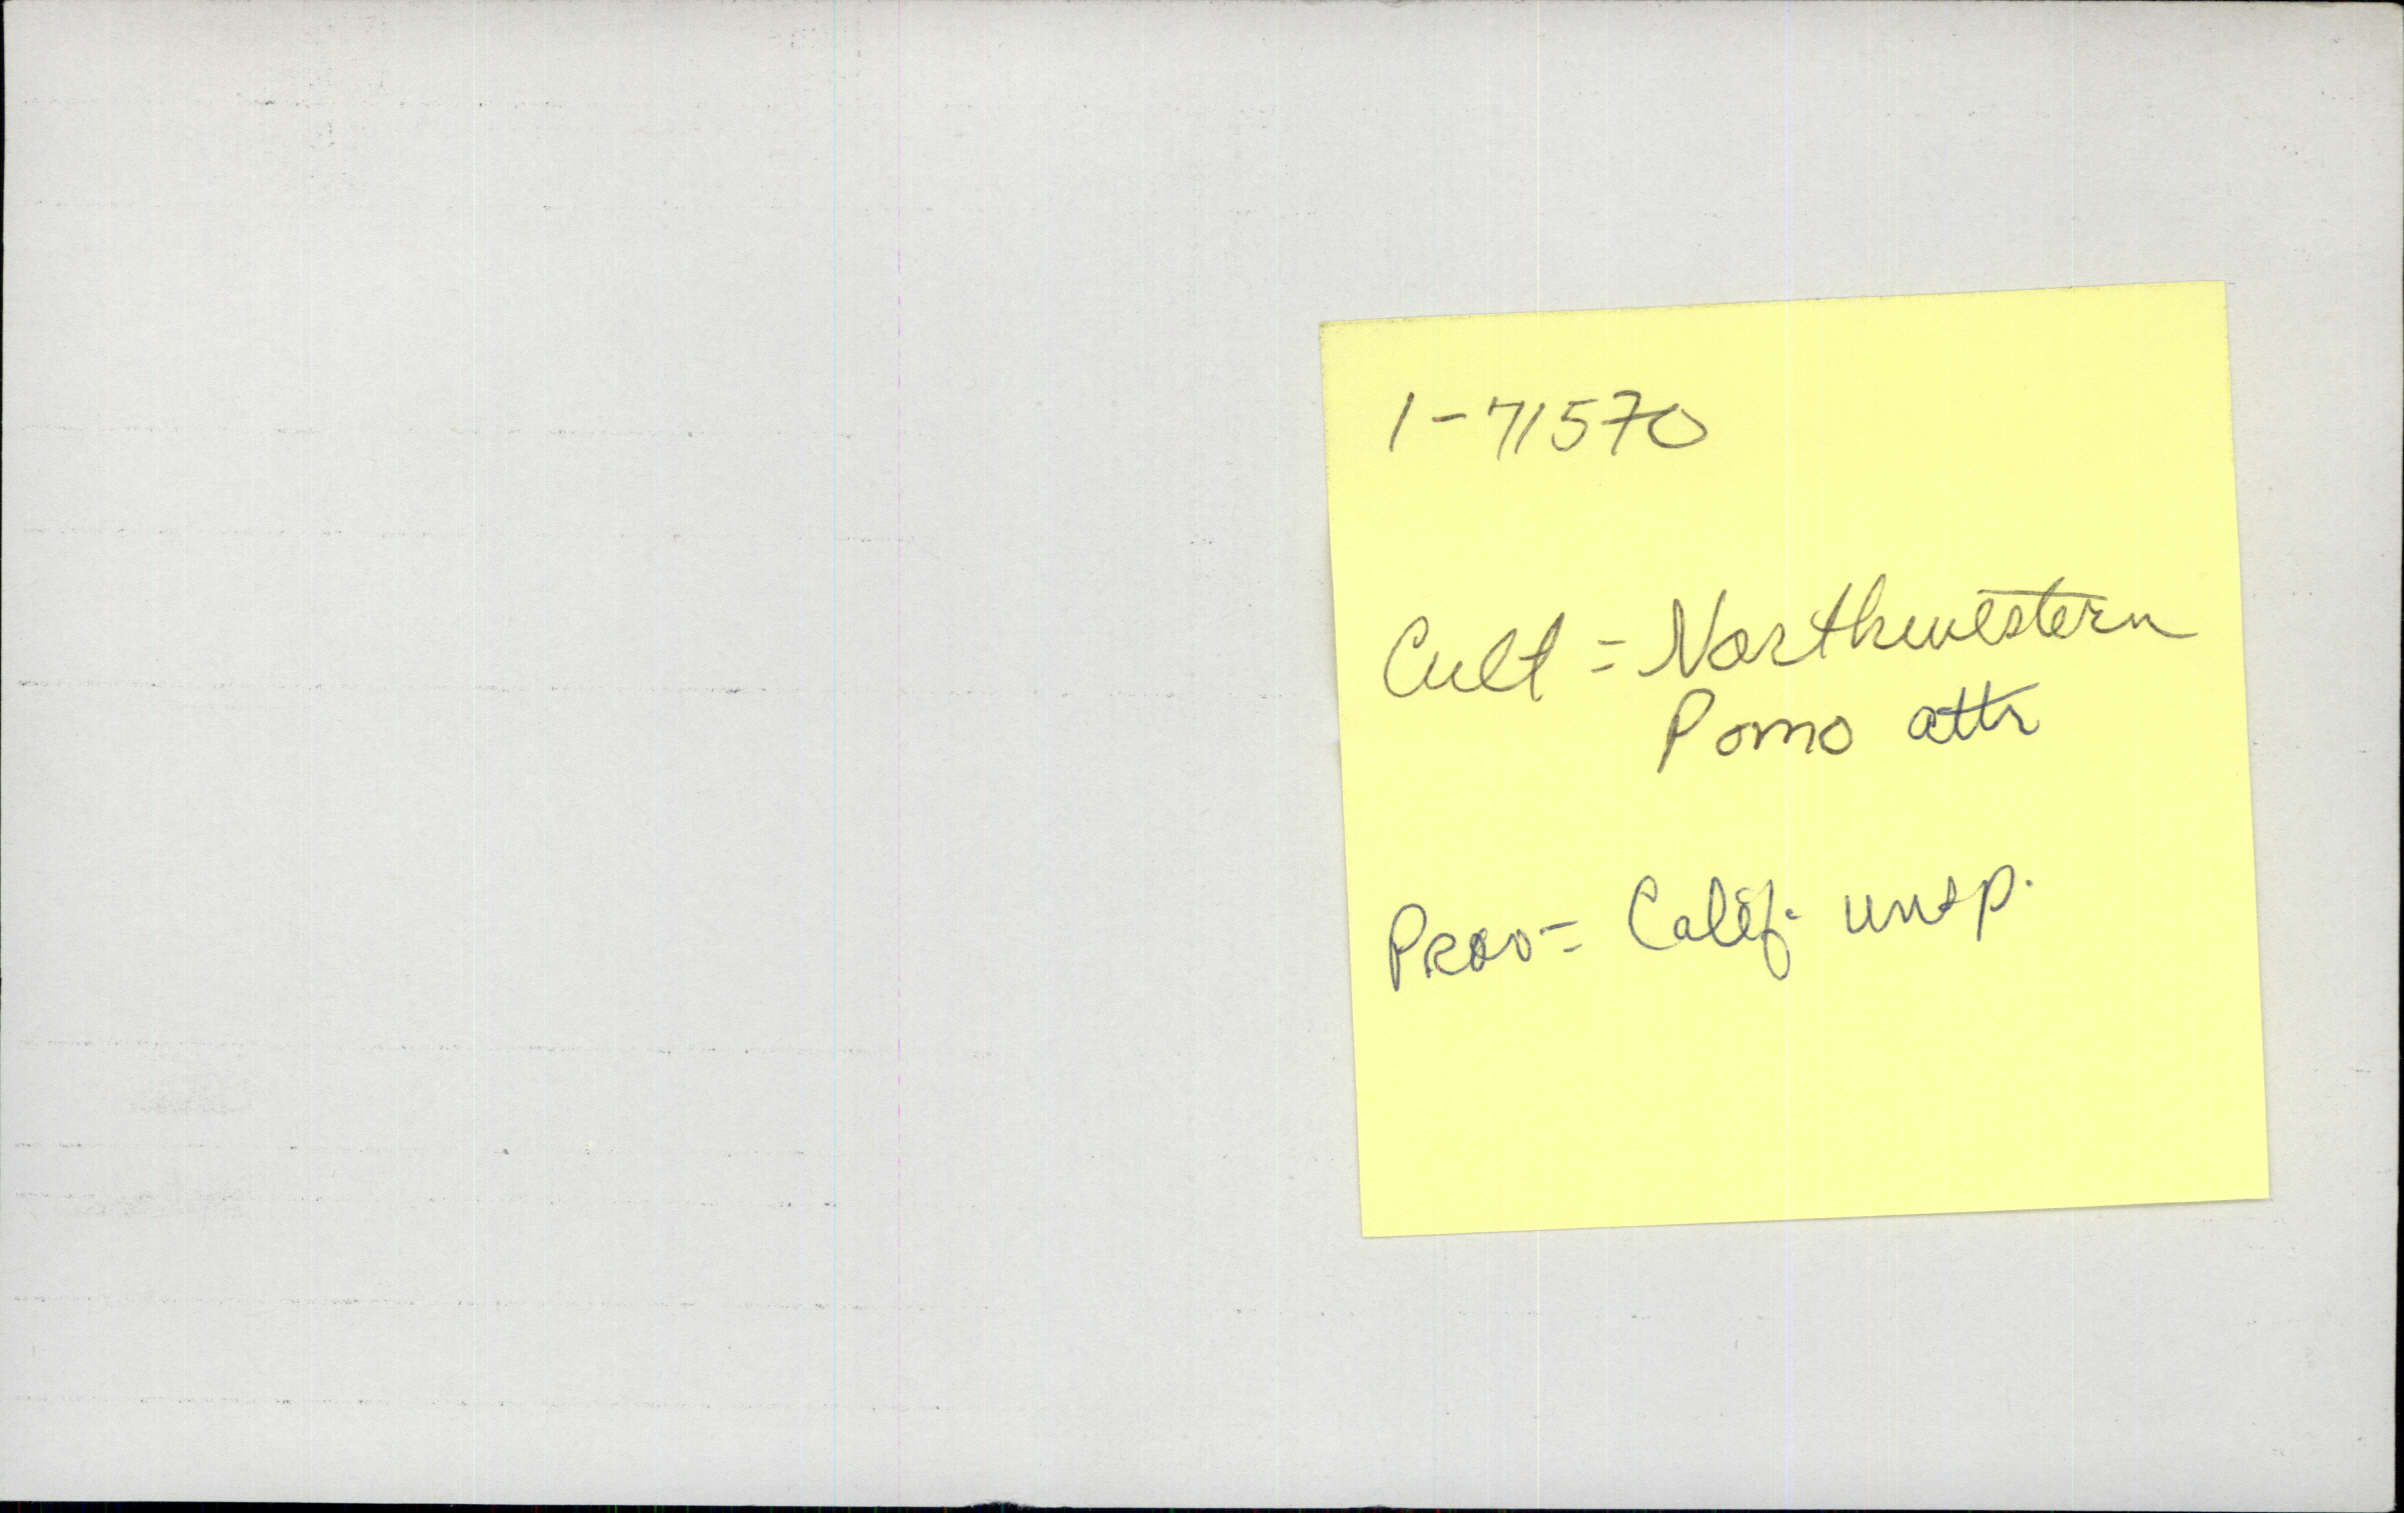 1-71570
Cult = Northwestern
Pomo attr
Prov = Calif. unsp.